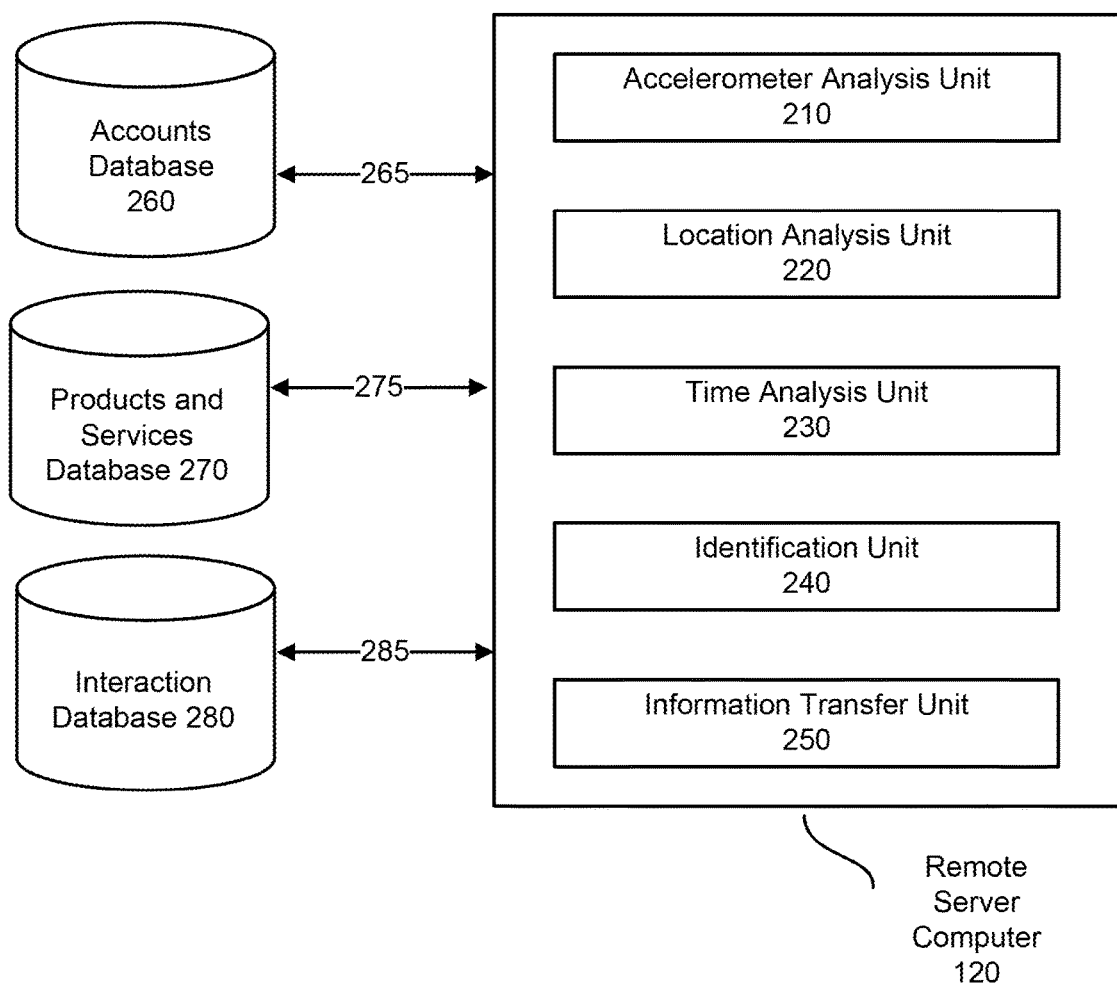 Accounts
Database
260
265
Products and
Services
Database 270
275
Interaction
Database 280
285
Accelerometer Analysis Unit
210
Location Analysis Unit
220
Time Analysis Unit
230
Identification Unit
240
Information Transfer Unit
250
Remote
Server
Computer
120